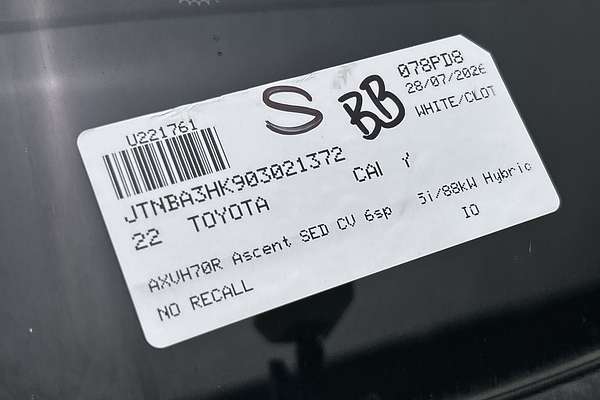 S BB 078PD8
28/07/2026
U221761 WHITE/CLOT
JTNBA3HK903021372
22 TOYOTA CAI Y
AXVH70R Ascent SED CV 6sp 5i/88kW Hybric
NO RECALL IO